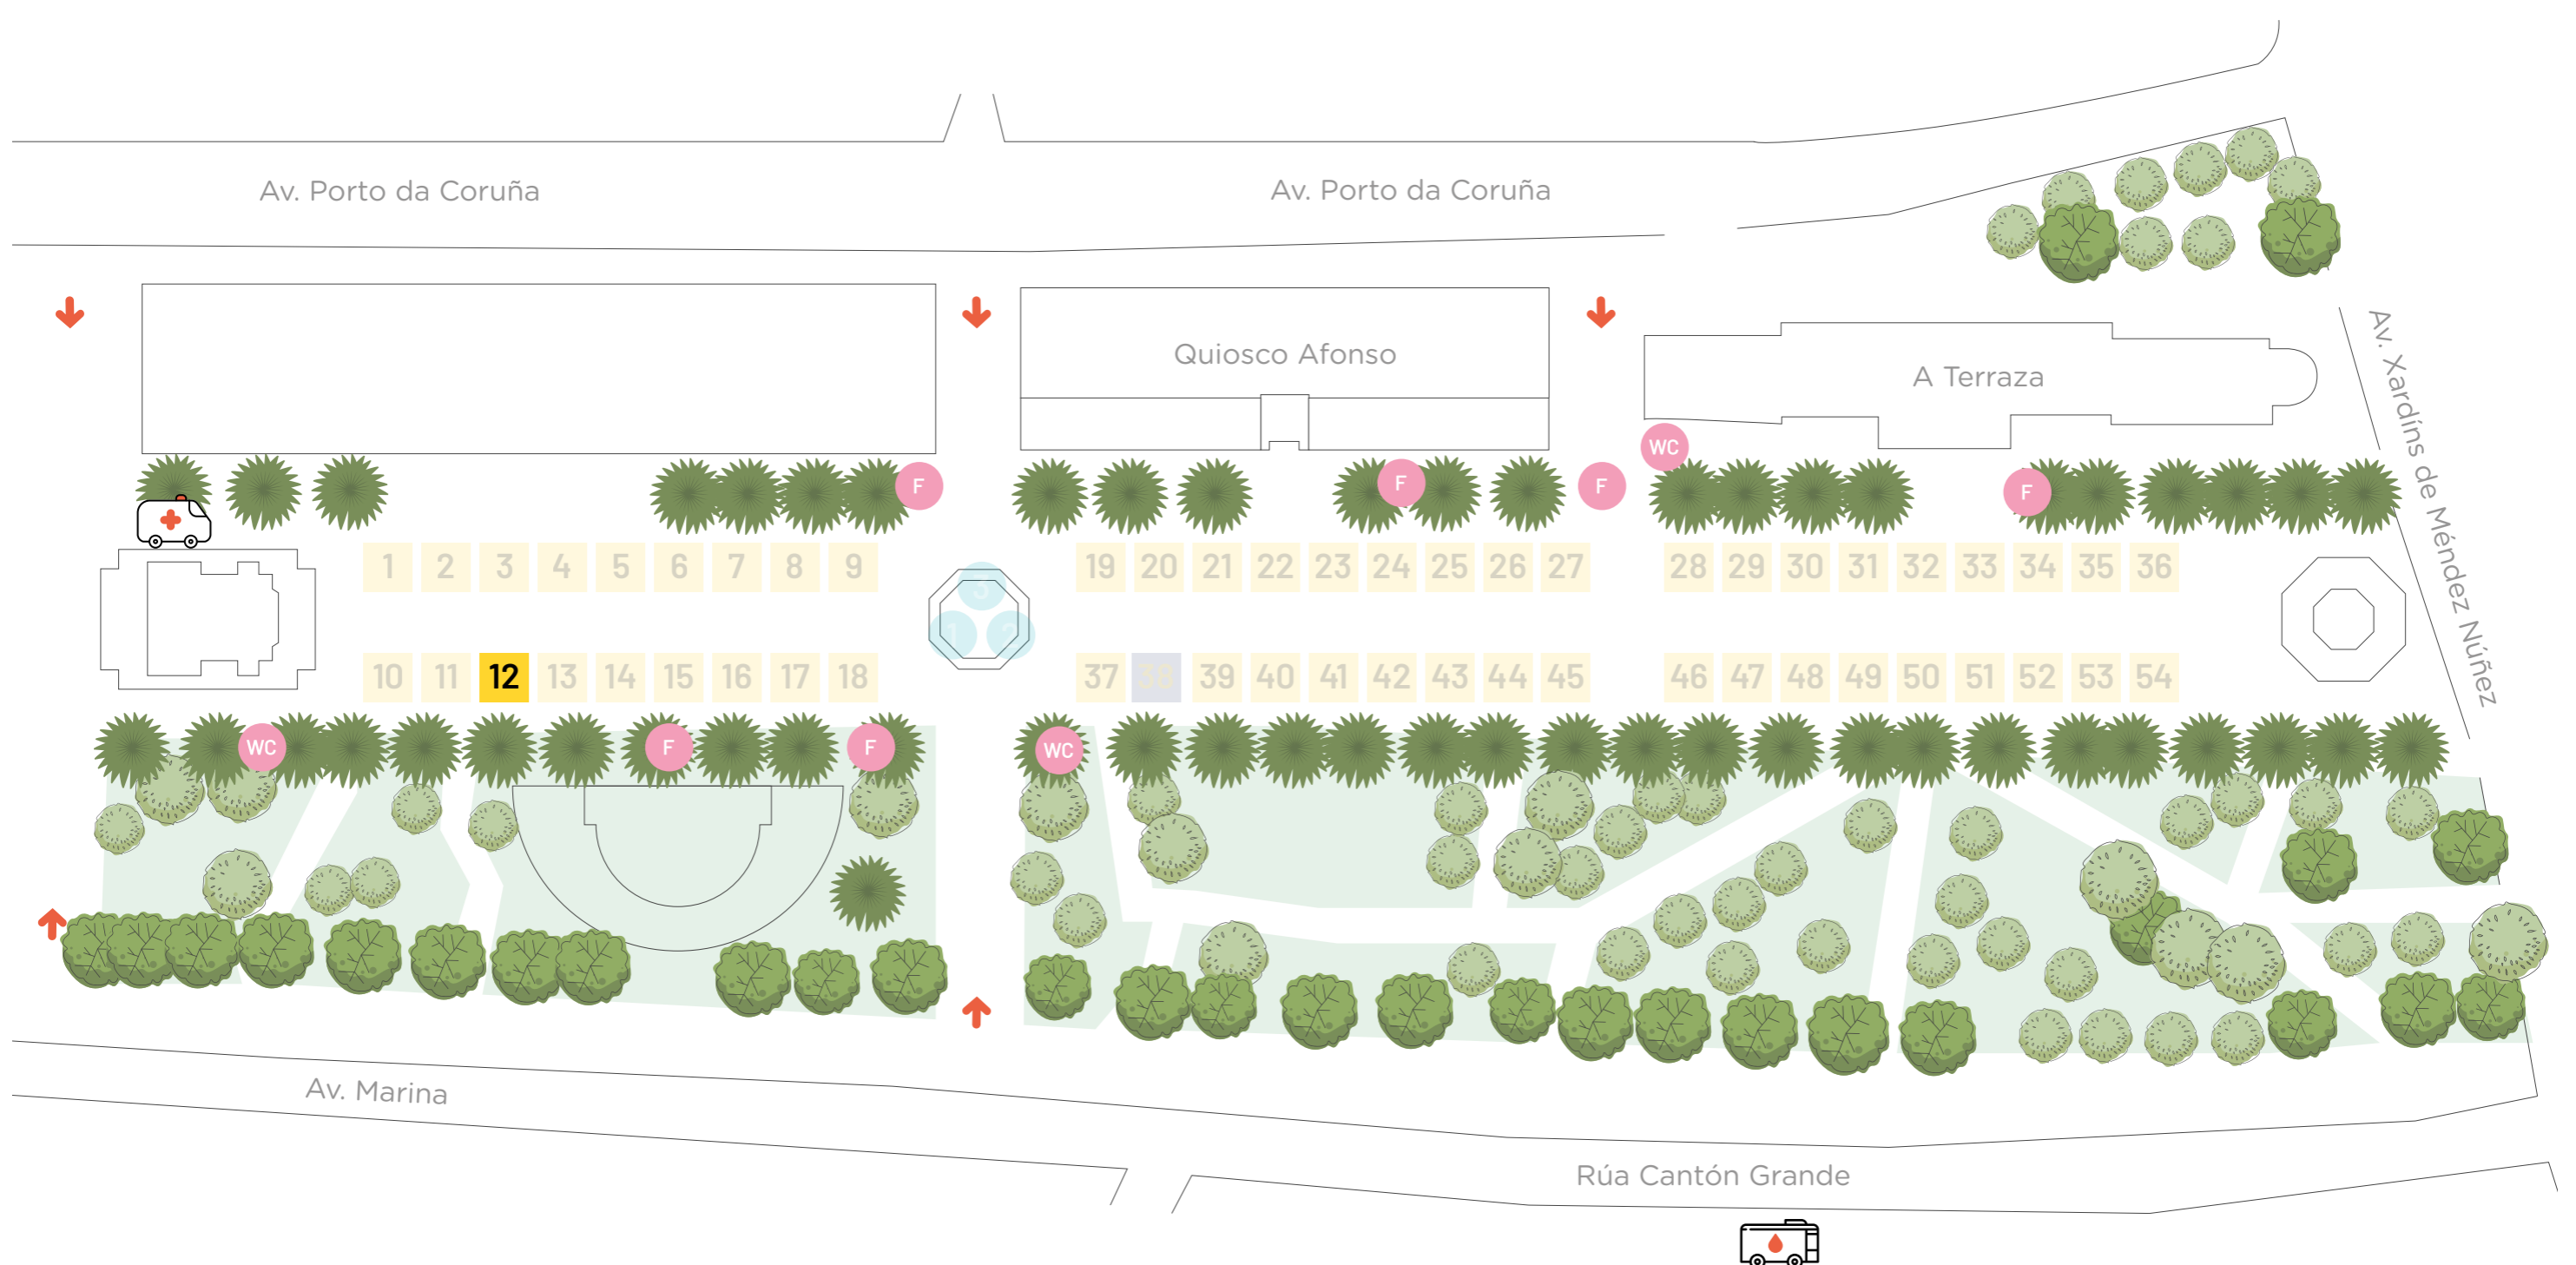 Av. Porto da Coruña
Av. Porto da Coruña
Quiosco Afonso
A Terraza
Av. Xardíns de Méndez Núñez
WC
F
F
F
F
1 2 3 4 5 6 7 8 9
19 20 21 22 23 24 25 26 27
28 29 30 31 32 33 34 35 36
3
1 2
10 11 12 13 14 15 16 17 18
37 38 39 40 41 42 43 44 45
46 47 48 49 50 51 52 53 54
WC
F
F
WC
Av. Marina
Rúa Cantón Grande